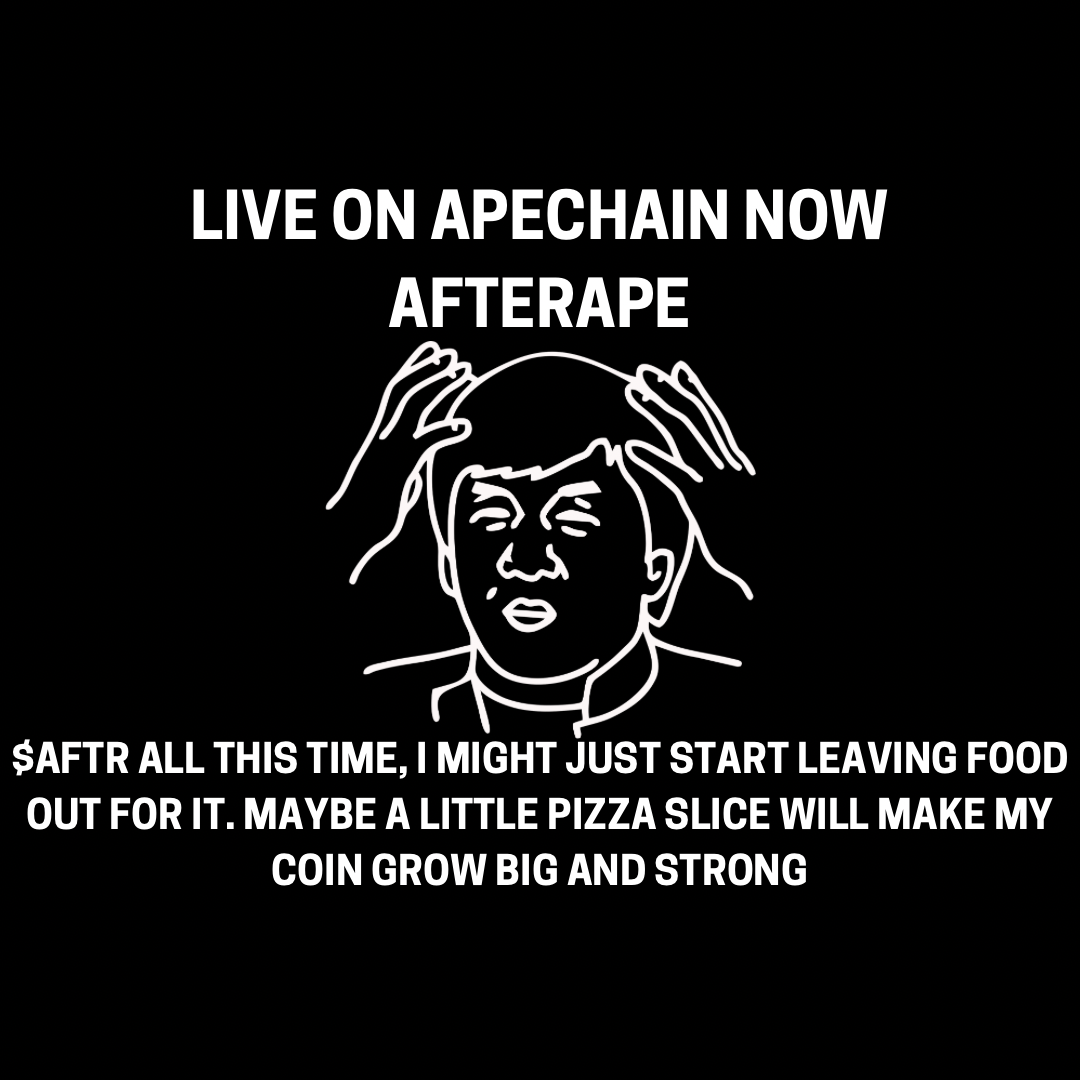 LIVE ON APECHAIN NOW
AFTERAPE
$AFTR ALL THIS TIME, I MIGHT JUST START LEAVING FOOD
OUT FOR IT. MAYBE A LITTLE PIZZA SLICE WILL MAKE MY
COIN GROW BIG AND STRONG